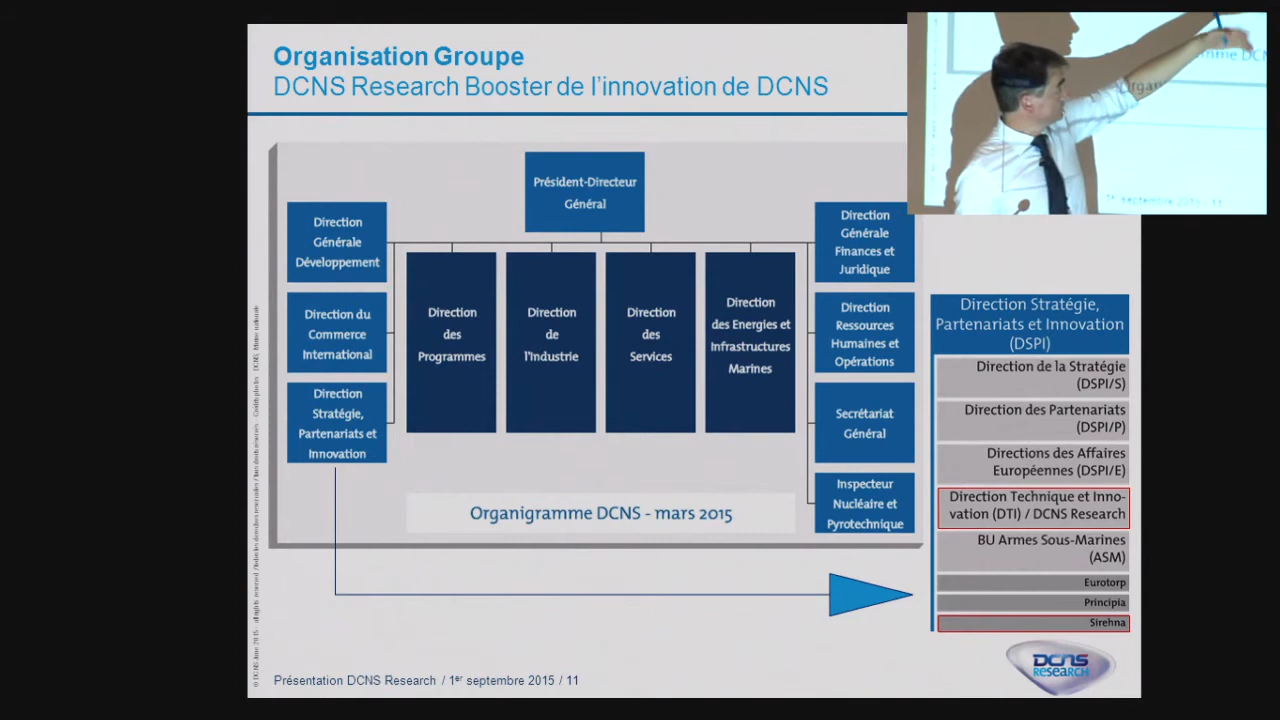 Organisation Groupe
DCNS Research Booster de l’innovation de DCNS
Président-Directeur
Général
Direction
Générale
Développement
Direction du
Commerce
International
Direction
Stratégie,
Partenariats et
Innovation
Direction
des
Programmes
Direction
de
l'Industrie
Direction
des
Services
Direction
des Energies et
Infrastructures
Marines
Direction
Générale
Finances et
Juridique
Direction
Ressources
Humaines et
Opérations
Secrétariat
Général
Inspecteur
Nucléaire et
Pyrotechnique
Organigramme DCNS - mars 2015
Direction Stratégie,
Partenariats et Innovation
(DSPI)
Direction de la Stratégie
(DSPI/S)
Direction des Partenariats
(DSPI/P)
Directions des Affaires
Européennes (DSPI/E)
Direction Technique et Inno-
vation (DTI) / DCNS Research
BU Armes Sous-Marines
(ASM)
Eurotorp
Principia
Sirehna
DCNS
RESEARCH
Présentation DCNS Research / 1er septembre 2015 / 11
septembre 2015 - 11